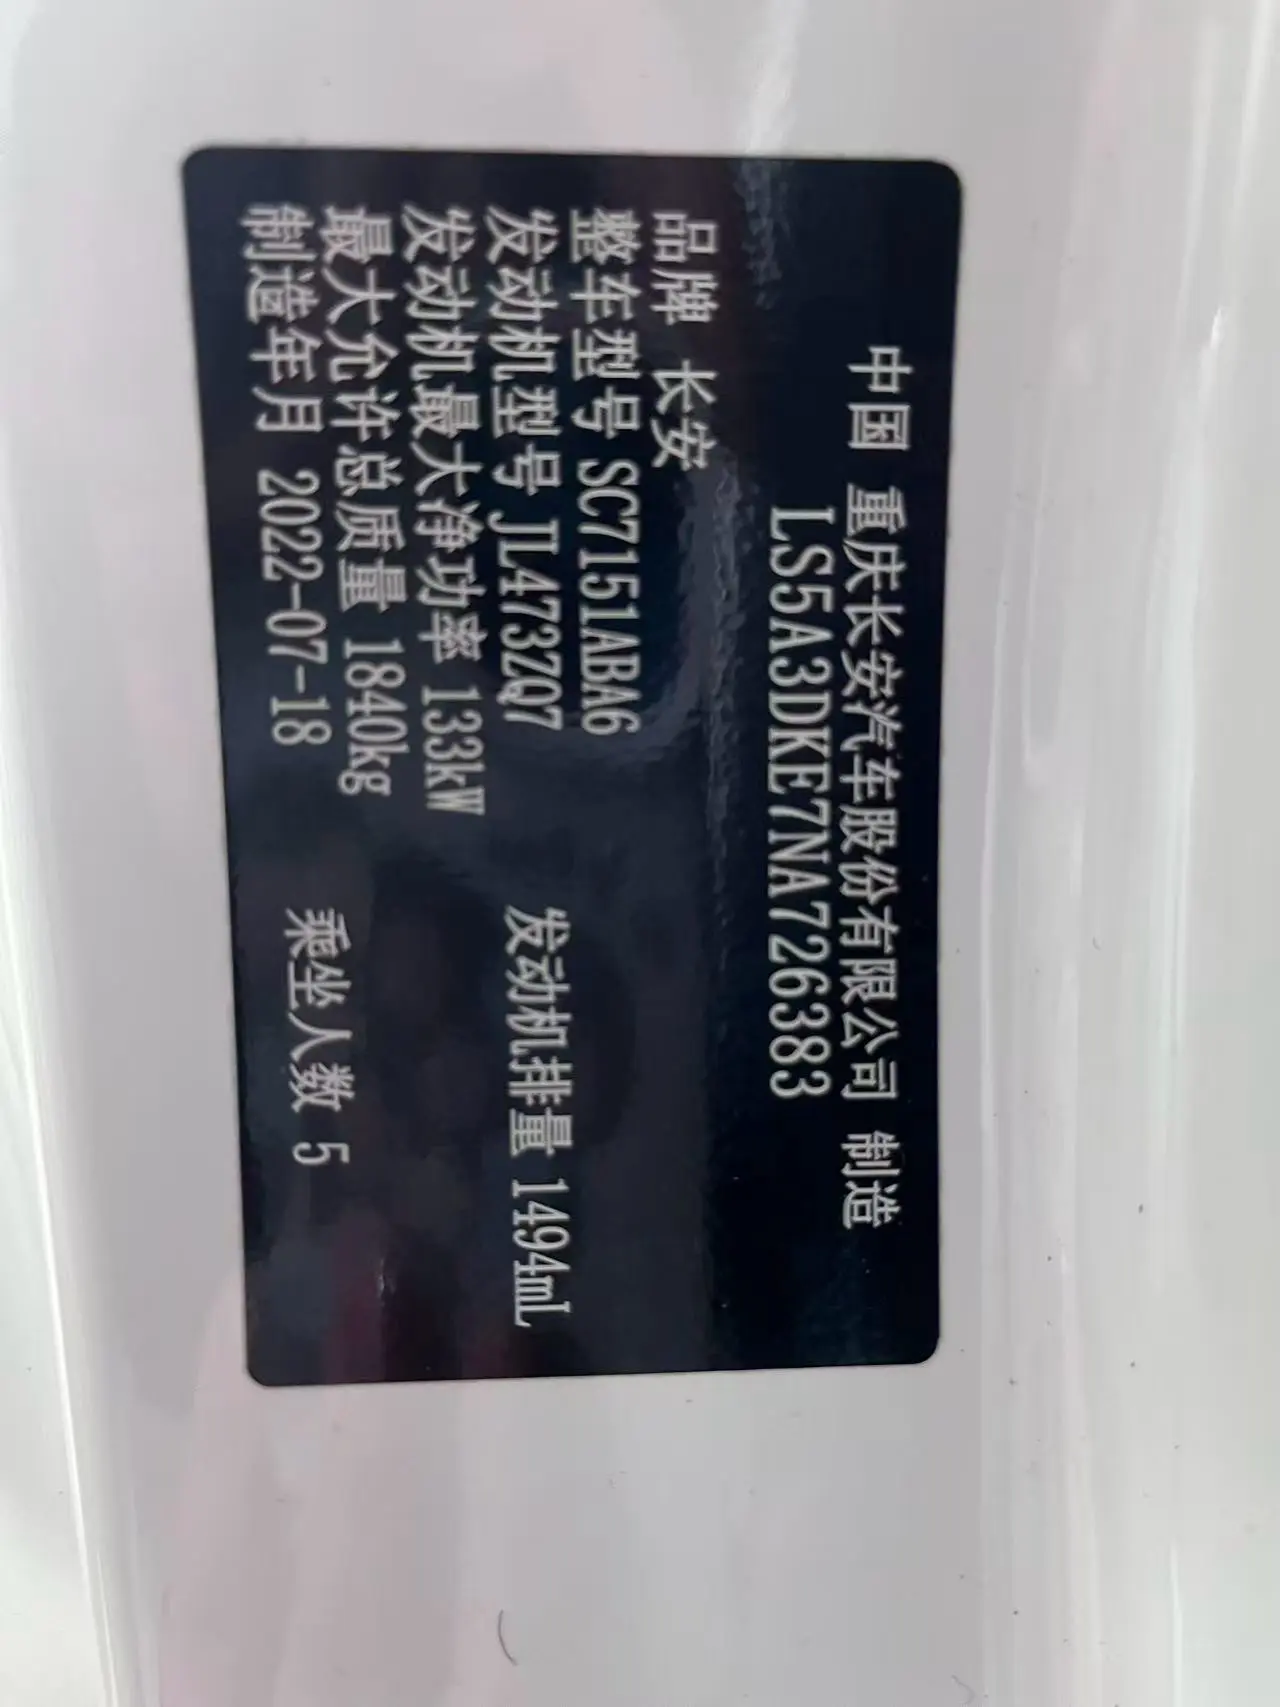 中国 重庆长安汽车股份有限公司 制造
LS5A3DKE7NA726383
品牌 长安
整车型号 SC7151ABA6
发动机型号 JL473ZQ7 发动机排量 1494mL
发动机最大净功率 133kW
最大允许总质量 1840kg
制造年月 2022-07-18 乘坐人数 5